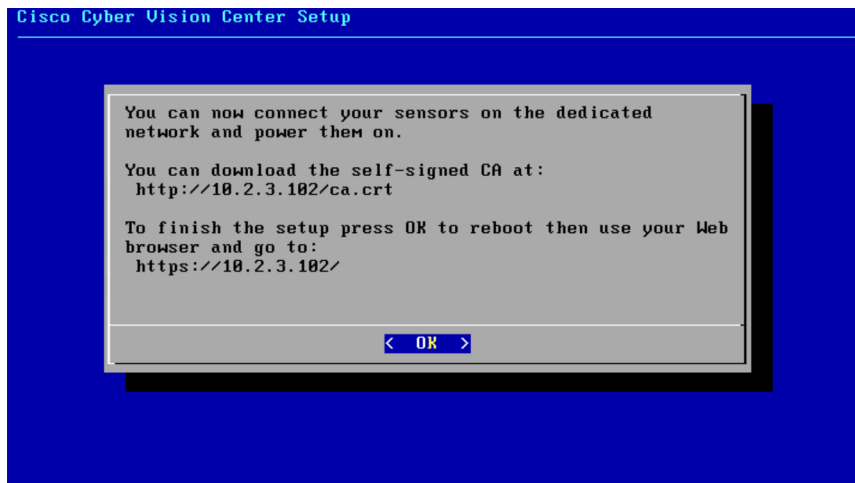 Cisco Cyber Vision Center Setup
You can now connect your sensors on the dedicated
network and power them on.
You can download the self-signed CA at:
http://10.2.3.102/ca.crt
To finish the setup press OK to reboot then use your Web
browser and go to:
https://10.2.3.102/
< OK >